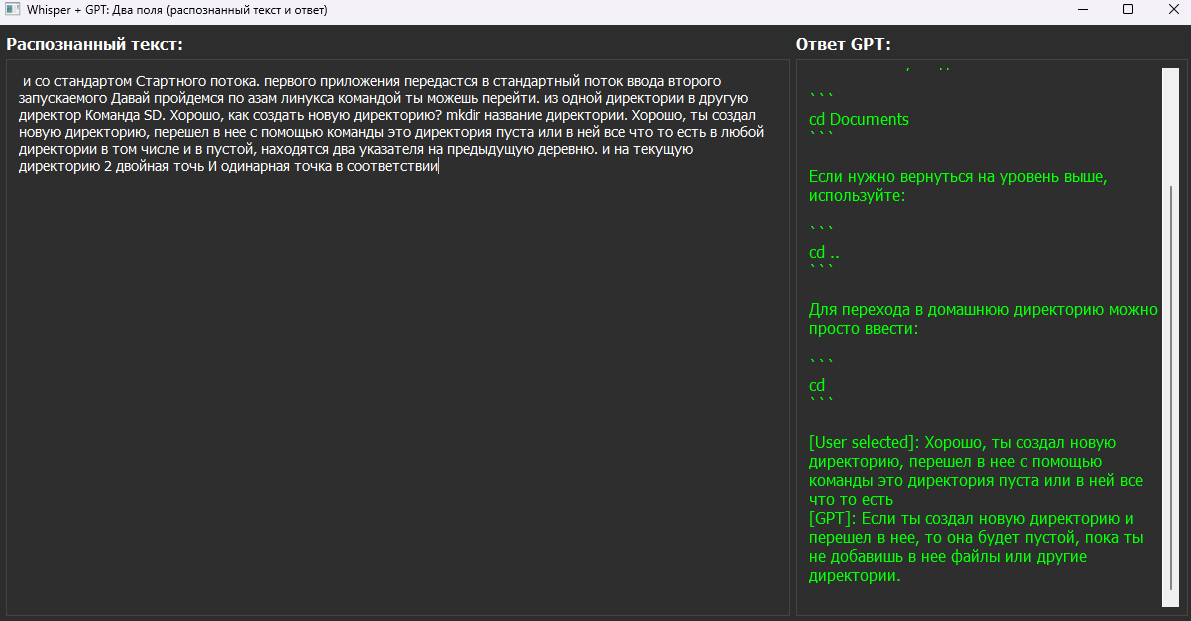 Whisper + GPT: Два поля (распознанный текст и ответ)
Распознанный текст:
и со стандартом Стартного потока. первого приложения передастся в стандартный поток ввода второго
запускаемого Давай пройдемся по азам линукса командой ты можешь перейти. из одной директории в другую
директор Команда SD. Хорошо, как создать новую директорию? mkdir название директории. Хорошо, ты создал
новую директорию, перешел в нее с помощью команды это директория пуста или в ней все что то есть в любой
директории в том числе и в пустой, находятся два указателя на предыдущую деревню. и на текущую
директорию 2 двойная точь И одинарная точка в соответствии
Ответ GPT:
```
cd Documents
```
Если нужно вернуться на уровень выше,
используйте:
```
cd ..
```
Для перехода в домашнюю директорию можно
просто ввести:
```
cd
```
[User selected]: Хорошо, ты создал новую
директорию, перешел в нее с помощью
команды это директория пуста или в ней все
что то есть
[GPT]: Если ты создал новую директорию и
перешел в нее, то она будет пустой, пока ты
не добавишь в нее файлы или другие
директории.